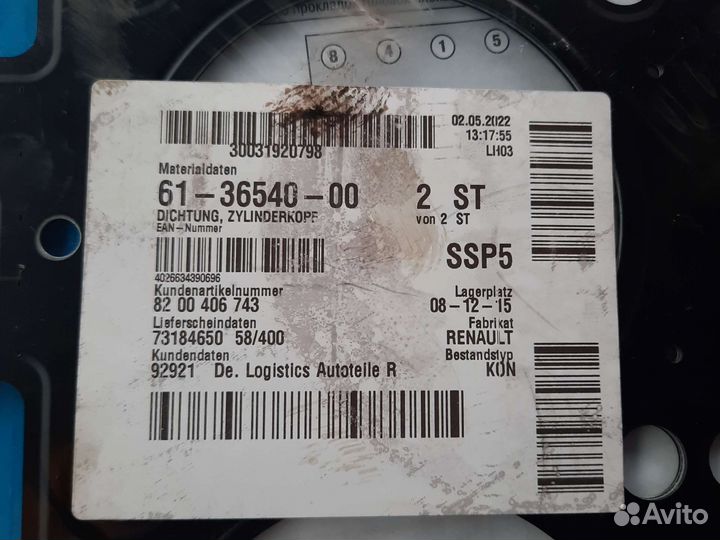 прокладк
8 4 1 5
30031920798
02.05.2022
13:17:55
LH03
Materialdaten
61-36540-00 2 ST
DICHTUNG, ZYLINDERKOPF von 2 ST
EAN-Nummer
4026634390696
SSP5
Kundenartikelnummer Lagerplatz
82 00 406 743 08-12-15
Lieferscheindaten Fabrikat
73184650 58/400 RENAULT
Kundendaten Bestandstyp
92921 De. Logistics Autoteile R KON
Avito